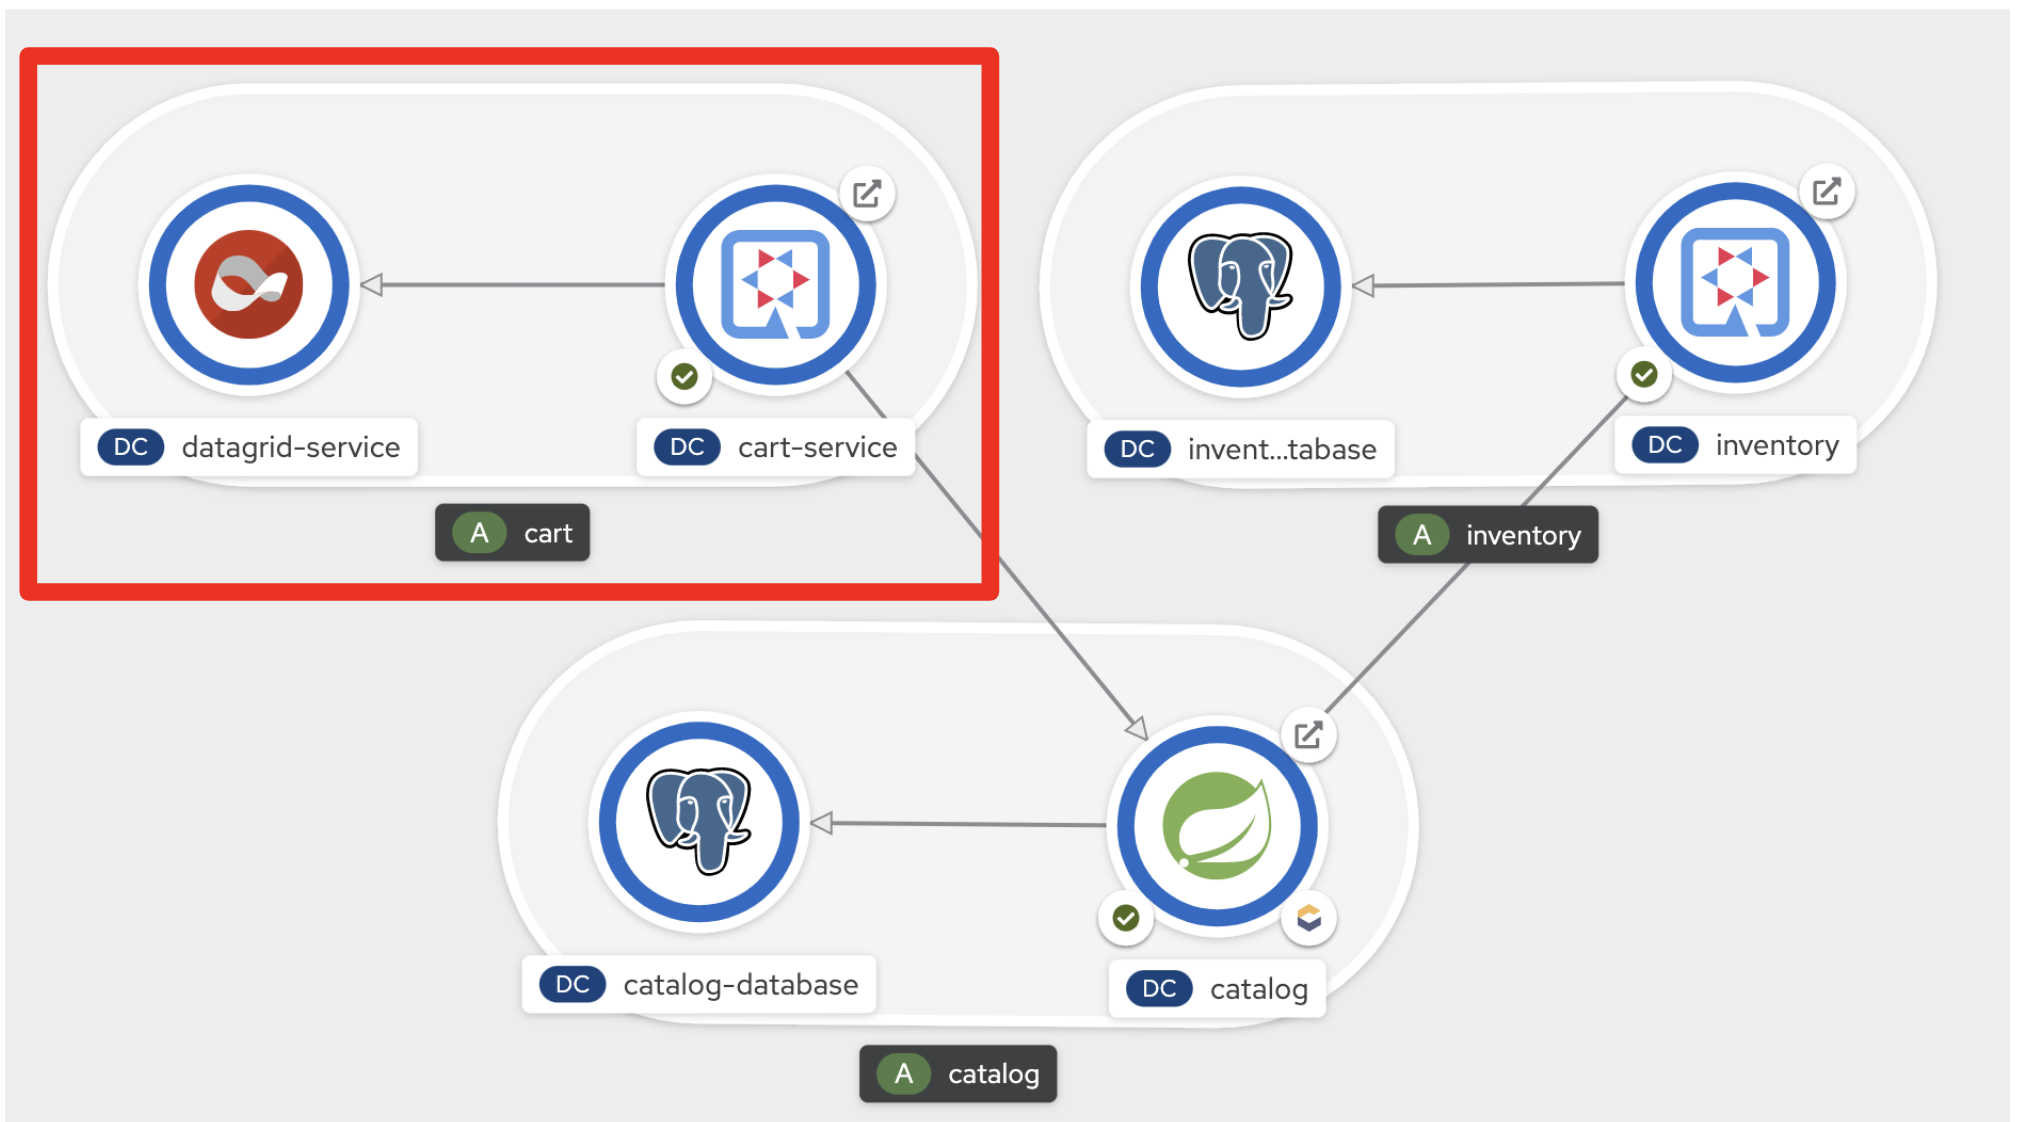 DC datagrid-service
DC cart-service
A cart
DC invent...tabase
DC inventory
A inventory
DC catalog-database
DC catalog
A catalog